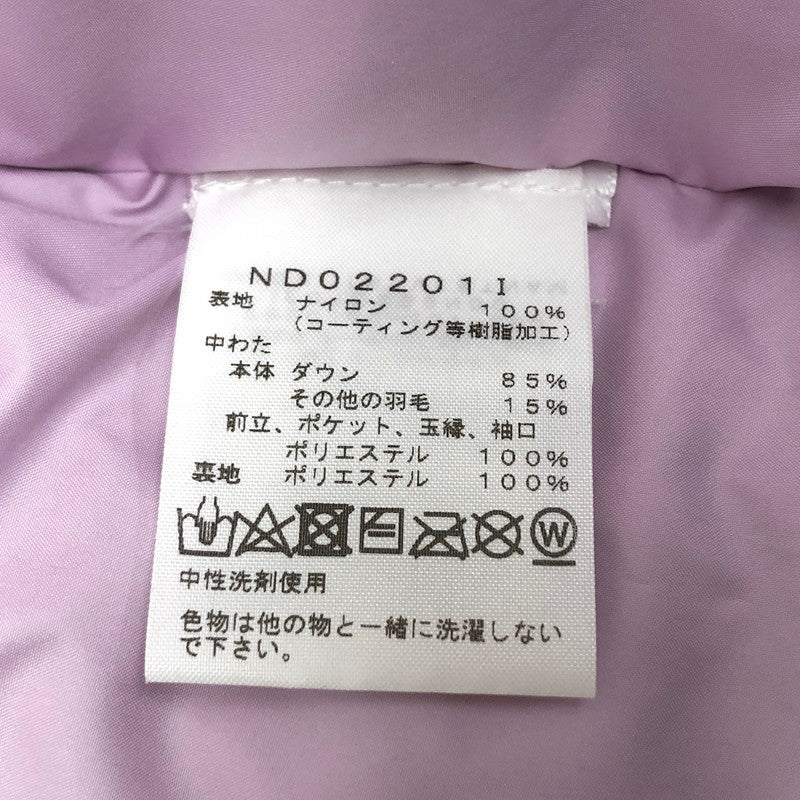 ND02201I
表地 ナイロン 100%
(コーティング等樹脂加工)
中わた
本体 ダウン 85%
その他の羽毛 15%
前立、ポケット、玉縁、袖口
ポリエステル 100%
裏地 ポリエステル 100%
W
中性洗剤使用
色物は他の物と一緒に洗濯しない
で下さい。